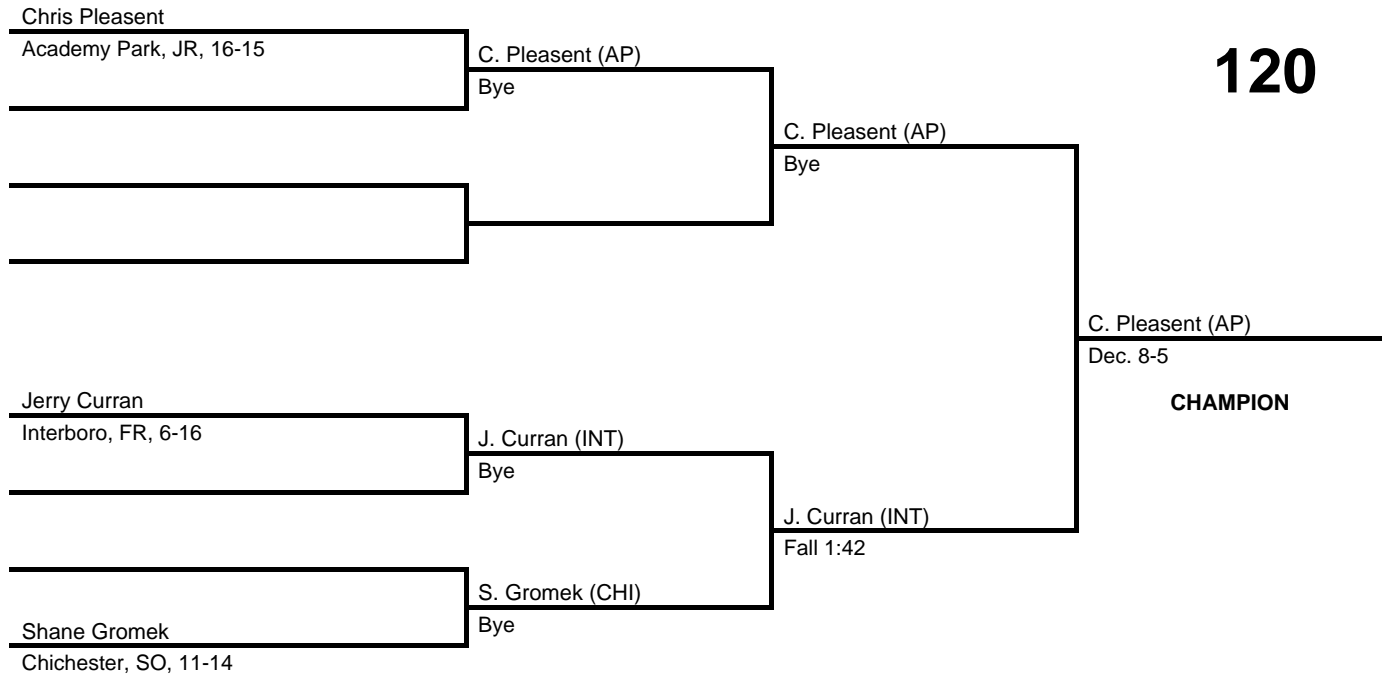 Chris Pleasent
Academy Park, JR, 16-15
C. Pleasent (AP)
Bye
120
C. Pleasent (AP)
Bye
C. Pleasent (AP)
Dec. 8-5
CHAMPION
Jerry Curran
Interboro, FR, 6-16
J. Curran (INT)
Bye
J. Curran (INT)
Fall 1:42
S. Gromek (CHI)
Bye
Shane Gromek
Chichester, SO, 11-14